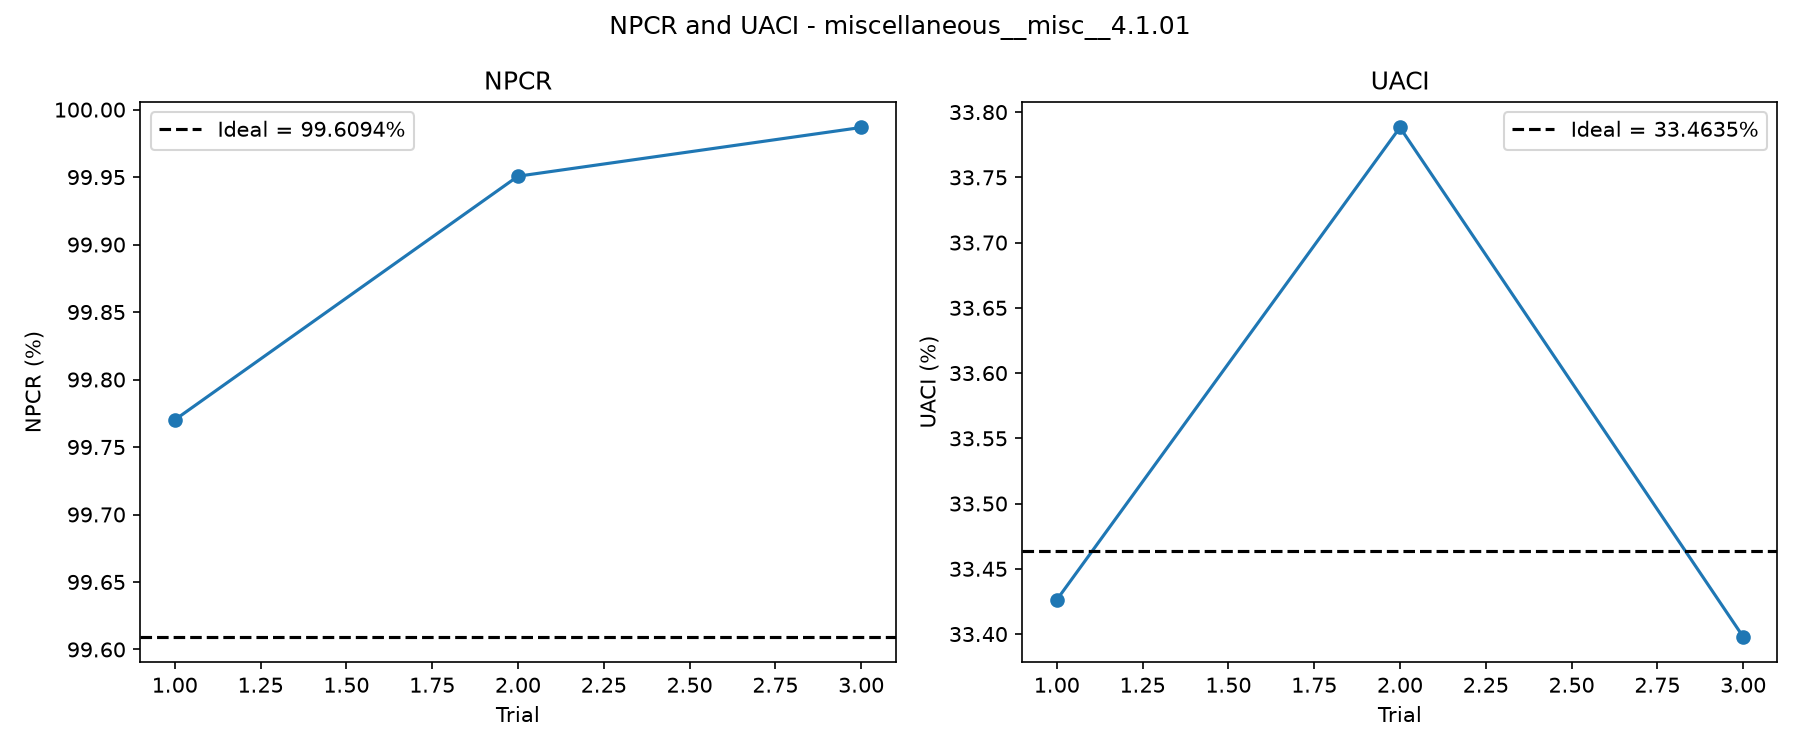 NPCR and UACI - miscellaneous__misc__4.1.01
NPCR
Ideal = 99.6094%
100.00
99.95
99.90
99.85
99.80
99.75
99.70
99.65
99.60
NPCR (%)
1.00 1.25 1.50 1.75 2.00 2.25 2.50 2.75 3.00
Trial
UACI
Ideal = 33.4635%
33.80
33.75
33.70
33.65
33.60
33.55
33.50
33.45
33.40
UACI (%)
1.00 1.25 1.50 1.75 2.00 2.25 2.50 2.75 3.00
Trial